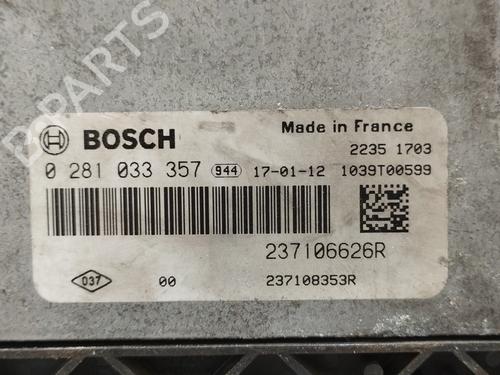 B-PARTS
BOSCH
Made in France
2235 1703
0 281 033 357 944 17-01-12 1039T00599
237106626R
037 00 237108353R